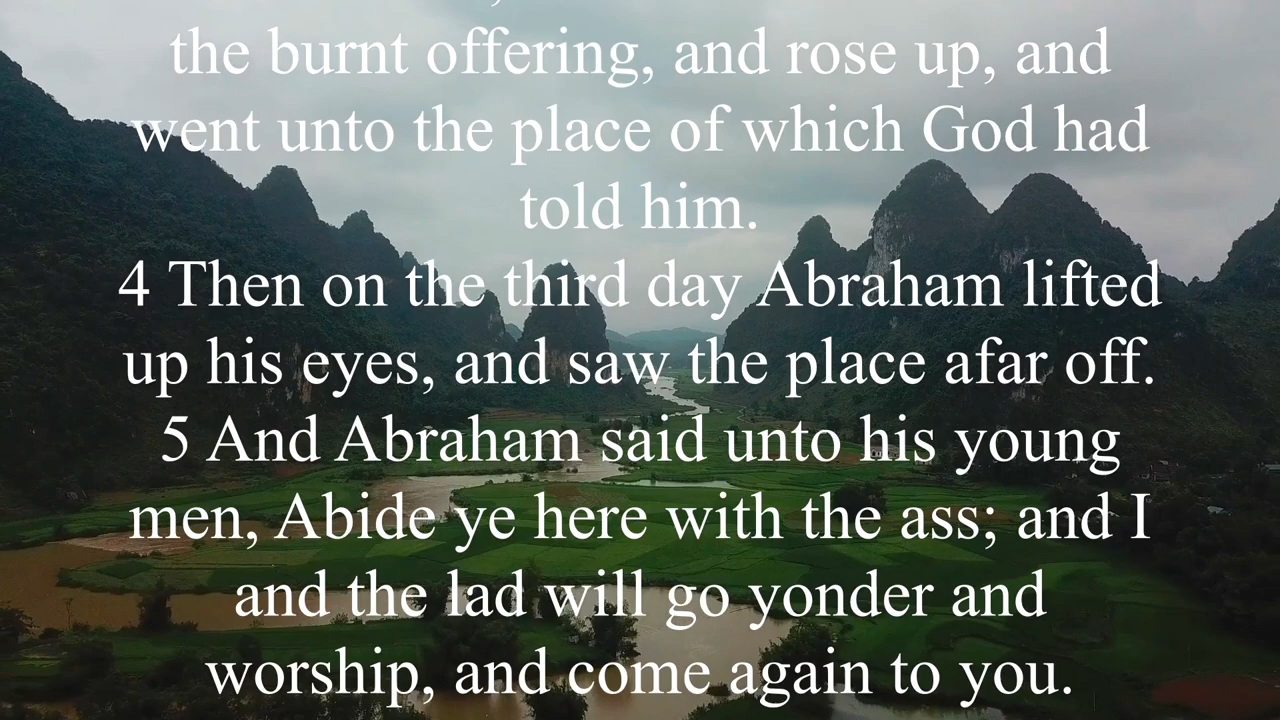 the burnt offering, and rose up, and
went unto the place of which God had
told him.
4 Then on the third day Abraham lifted
up his eyes, and saw the place afar off.
5 And Abraham said unto his young
men, Abide ye here with the ass; and I
and the lad will go yonder and
worship, and come again to you.